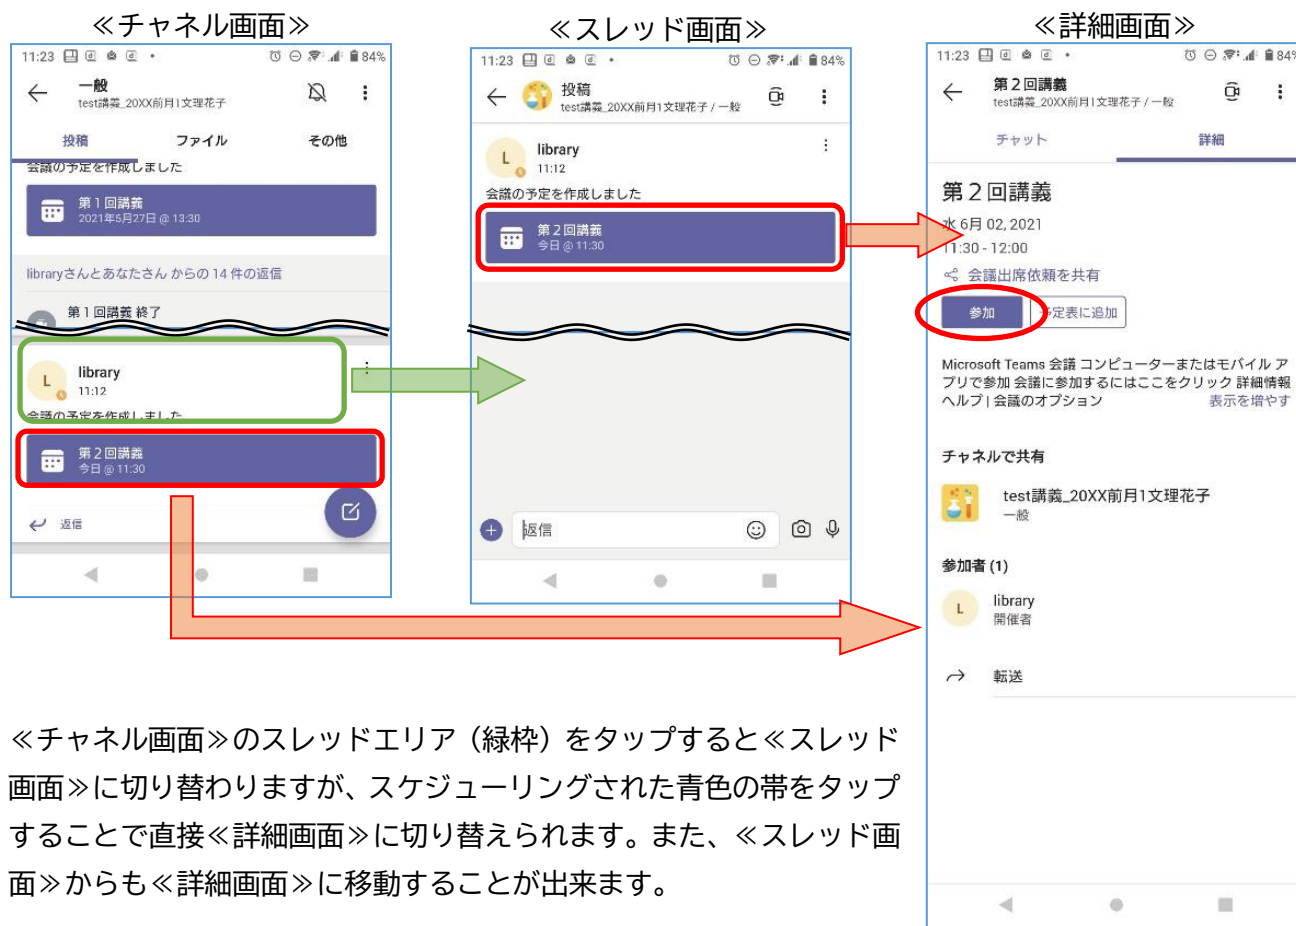 ≪チャネル画面≫
11:23
84%
一般
test講義_20XX前月1文理花子
投稿 ファイル その他
会議の予定を作成しました
第1回講義
2021年5月27日 @ 13:30
libraryさんとあなたさん からの 14 件の返信
第1回講義 終了
L
library
11:12
会議の予定を作成しました
第2回講義
今日 @ 11:30
返信
≪スレッド画面≫
11:23
84%
投稿
test講義_20XX前月1文理花子 / 一般
L
library
11:12
会議の予定を作成しました
第2回講義
今日 @ 11:30
返信
≪詳細画面≫
11:23
84%
第2回講義
test講義_20XX前月1文理花子 / 一般
チャット 詳細
第2回講義
水 6月 02, 2021
11:30 - 12:00
会議出席依頼を共有
参加 予定表に追加
Microsoft Teams 会議 コンピューターまたはモバイル ア
プリで参加 会議に参加するにはここをクリック 詳細情報
ヘルプ | 会議のオプション 表示を増やす
チャネルで共有
test講義_20XX前月1文理花子
一般
参加者 (1)
L
library
開催者
転送
≪チャネル画面≫のスレッドエリア（緑枠）をタップすると≪スレッド
画面≫に切り替わりますが、スケジューリングされた青色の帯をタップ
することで直接≪詳細画面≫に切り替えられます。また、≪スレッド画
面≫からも≪詳細画面≫に移動することが出来ます。